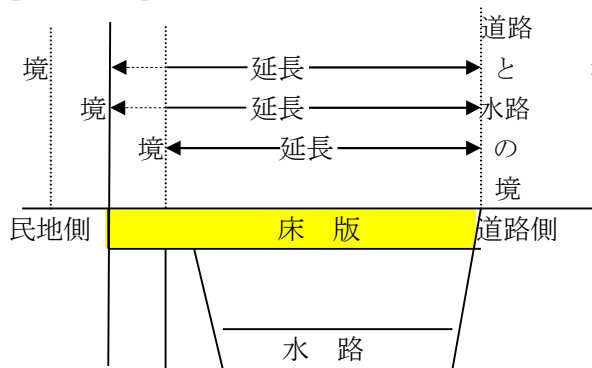 道路
境 延長 と
境 延長 水路
境 延長 の
境
民地側 床 版 道路側
水 路